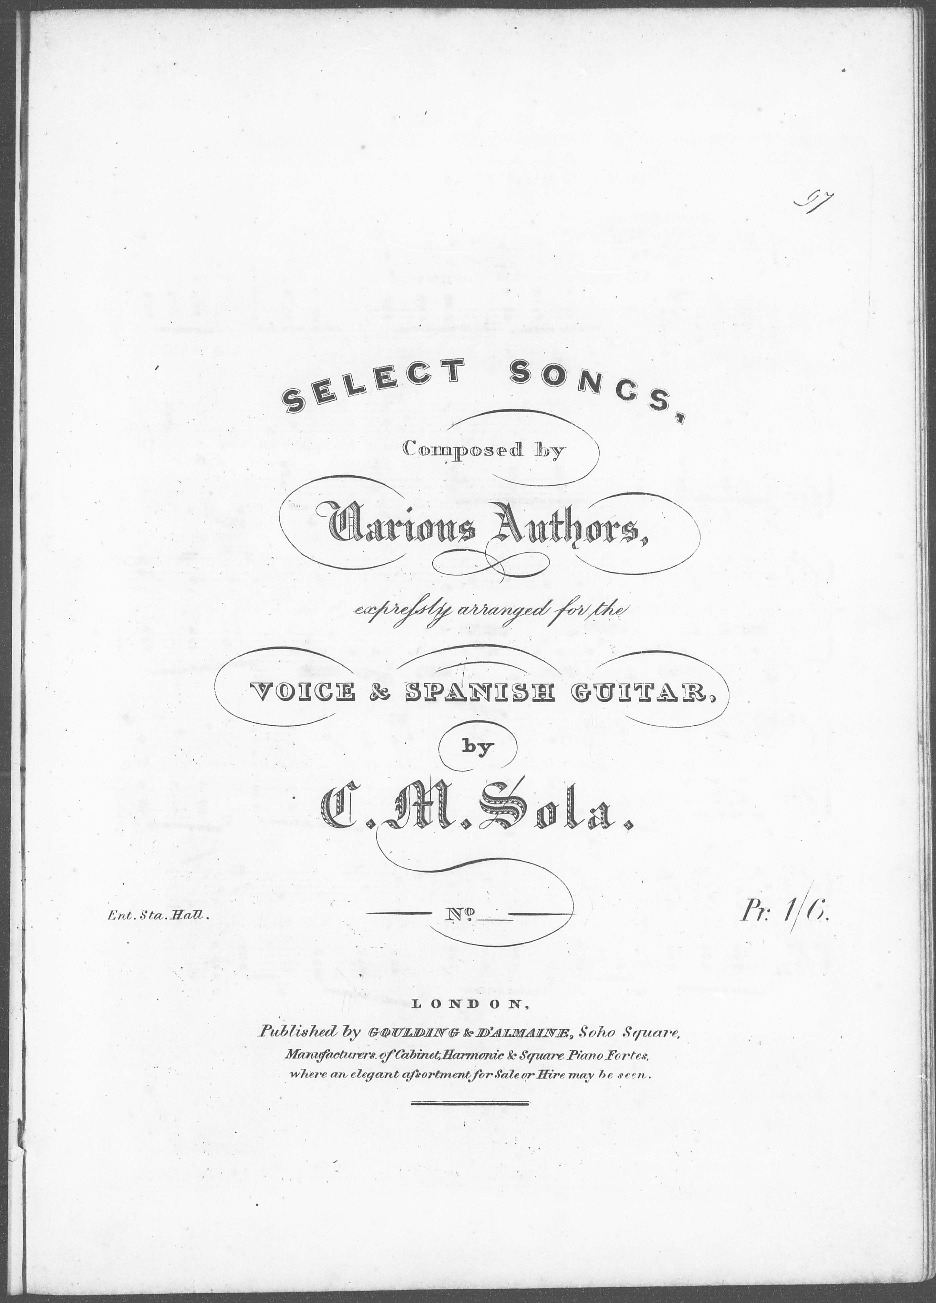 97
SELECT SONGS,
Composed by
Various Authors,
expreſsly arranged for the
VOICE & SPANISH GUITAR,
by
C. M. Sola.
Ent. Sta. Hall.
Nº
Pr: 1/6.
LONDON,
Published by GOULDING & D'ALMAINE, Soho Square,
Manufacturers of Cabinet, Harmonic & Square Piano Fortes,
where an elegant aſsortment for Sale or Hire may be seen.